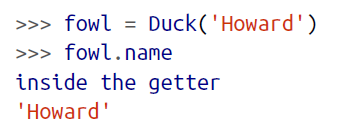 >>> fowl = Duck('Howard')
>>> fowl.name
inside the getter
'Howard'